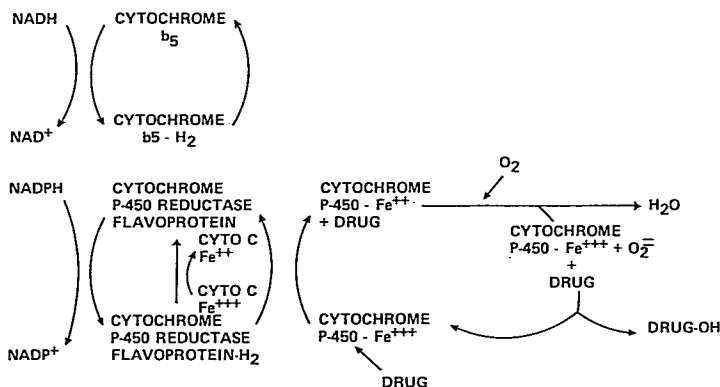 NADH
CYTOCHROME
b5
CYTOCHROME
b5 - H2
NAD+
NADPH
CYTOCHROME
P-450 REDUCTASE
FLAVOPROTEIN
CYTO C
Fe++
CYTO C
Fe+++
CYTOCHROME
P-450 REDUCTASE
FLAVOPROTEIN-H2
NADP+
CYTOCHROME
P-450 - Fe++
+ DRUG
O2
H2O
CYTOCHROME
P-450 - Fe+++ + O2=
+
DRUG
CYTOCHROME
P-450 - Fe+++
DRUG
DRUG-OH